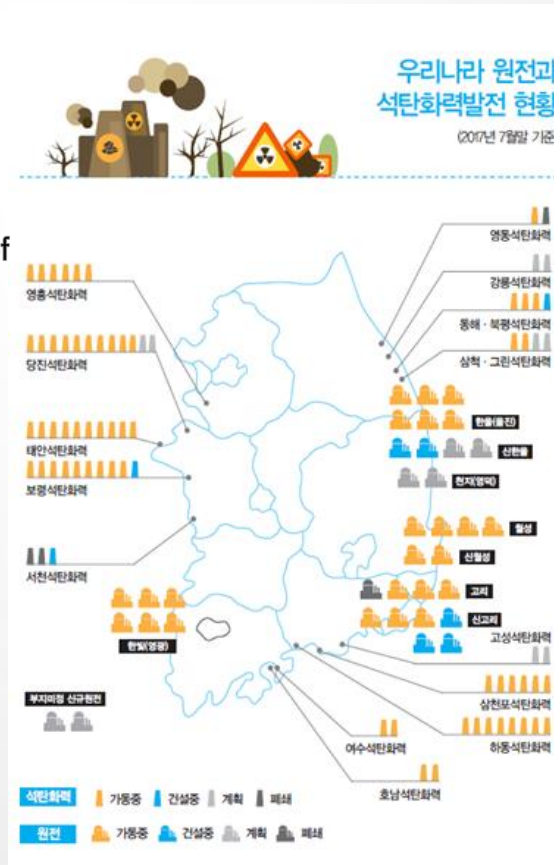 우리나라 원전과
석탄화력발전 현황
(2017년 7월말 기준
f
영동석탄화력
강릉석탄화력
영흥석탄화력
동해·북평석탄화력
당진석탄화력
삼척·그린석탄화력
한울(울진)
태안석탄화력
신한울
보령석탄화력
천지(영덕)
월성
신월성
서천석탄화력
고리
신고리
고성석탄화력
한빛(영광)
삼천포석탄화력
부지미정 신규원전
여수석탄화력
하동석탄화력
호남석탄화력
석탄화력 가동중 건설중 계획 폐쇄
원전 가동중 건설중 계획 폐쇄